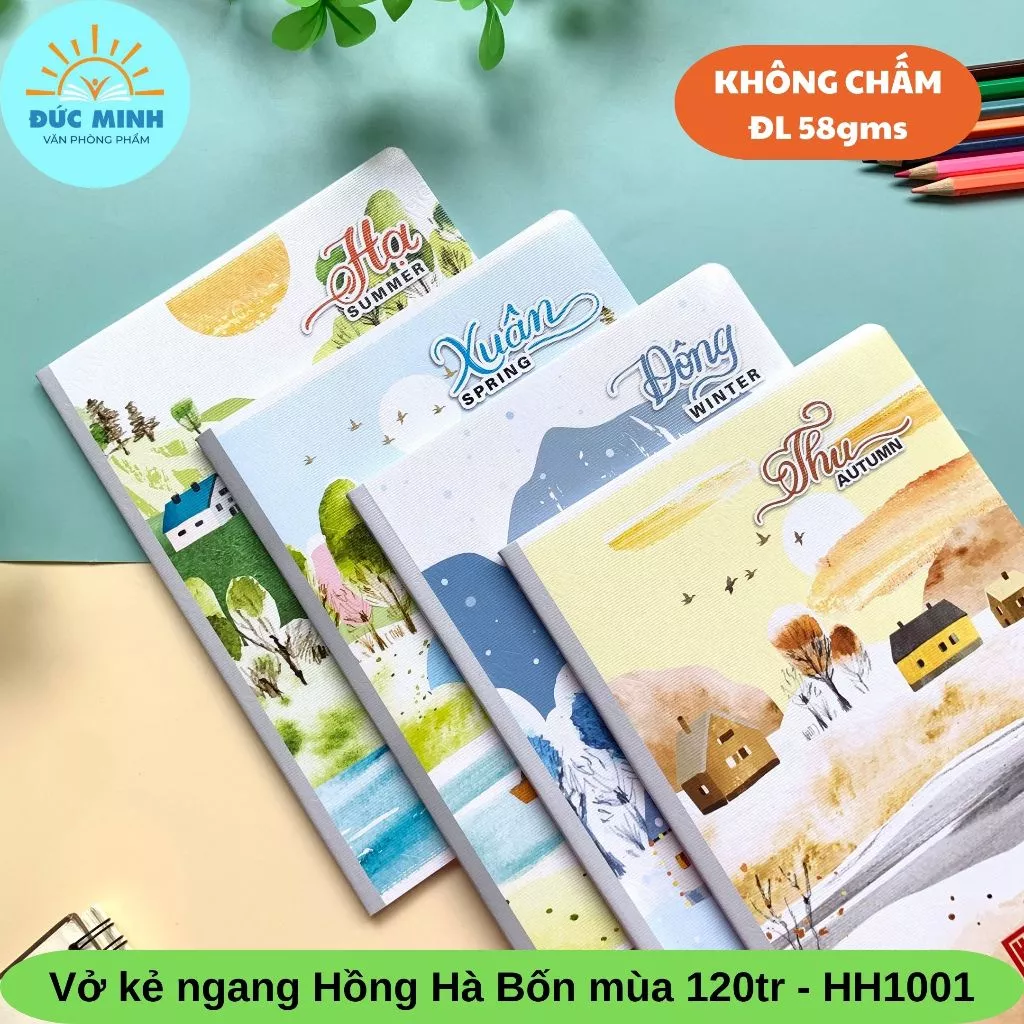 ĐỨC MINH
VĂN PHÒNG PHẨM
KHÔNG CHẤM
ĐL 58gms
Hạ
SUMMER
Xuân
SPRING
Đông
WINTER
Thu
AUTUMN
Vở kẻ ngang Hồng Hà Bốn mùa 120tr - HH1001